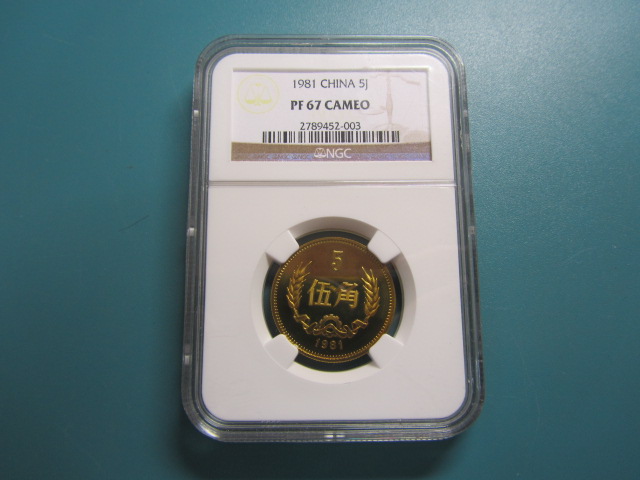 1981 CHINA 5J
PF 67 CAMEO
2789452-003
NGC
5
伍角
1981